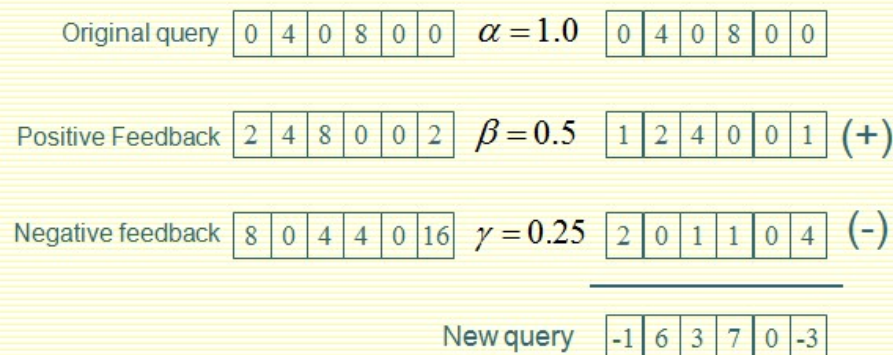 Original query 0 4 0 8 0 0 α = 1.0 0 4 0 8 0 0
Positive Feedback 2 4 8 0 0 2 β = 0.5 1 2 4 0 0 1 (+)
Negative feedback 8 0 4 4 0 16 γ = 0.25 2 0 1 1 0 4 (-)
New query -1 6 3 7 0 -3